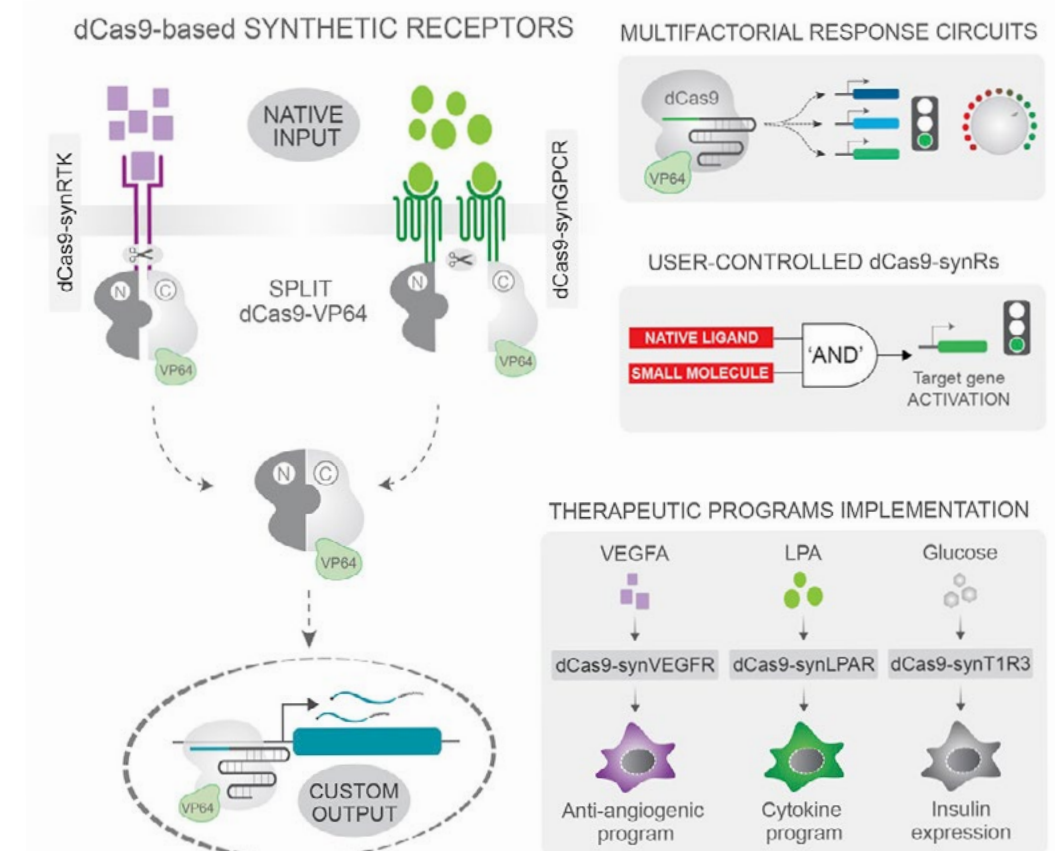 dCas9-based SYNTHETIC RECEPTORS
NATIVE
INPUT
dCas9-synRTK
dCas9-synGPCR
N
C
VP64
SPLIT
dCas9-VP64
N
C
VP64
N
C
VP64
VP64
CUSTOM
OUTPUT
MULTIFACTORIAL RESPONSE CIRCUITS
dCas9
VP64
USER-CONTROLLED dCas9-synRs
NATIVE LIGAND
SMALL MOLECULE
'AND'
Target gene
ACTIVATION
THERAPEUTIC PROGRAMS IMPLEMENTATION
VEGFA
LPA
Glucose
dCas9-synVEGFR
dCas9-synLPAR
dCas9-synT1R3
Anti-angiogenic
program
Cytokine
program
Insulin
expression